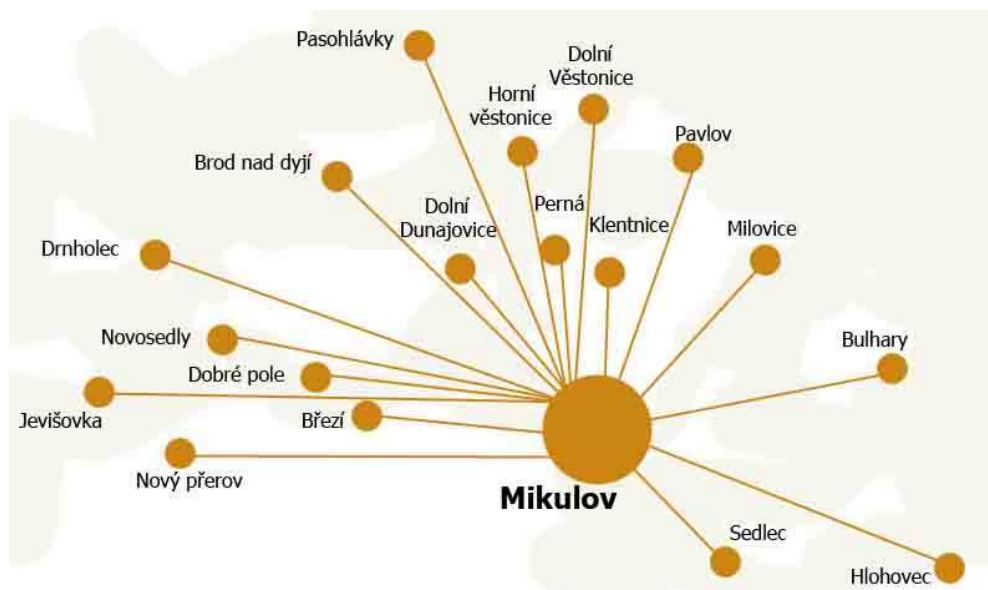 Pasohlávky
Dolní
Věstonice
Horní
věstonice
Pavlov
Brod nad dyjí
Dolní
Dunajovice
Perná
Klentnice
Milovice
Drnholec
Novosedly
Bulhary
Dobré pole
Jevišovka
Březí
Nový přerov
Mikulov
Sedlec
Hlohovec